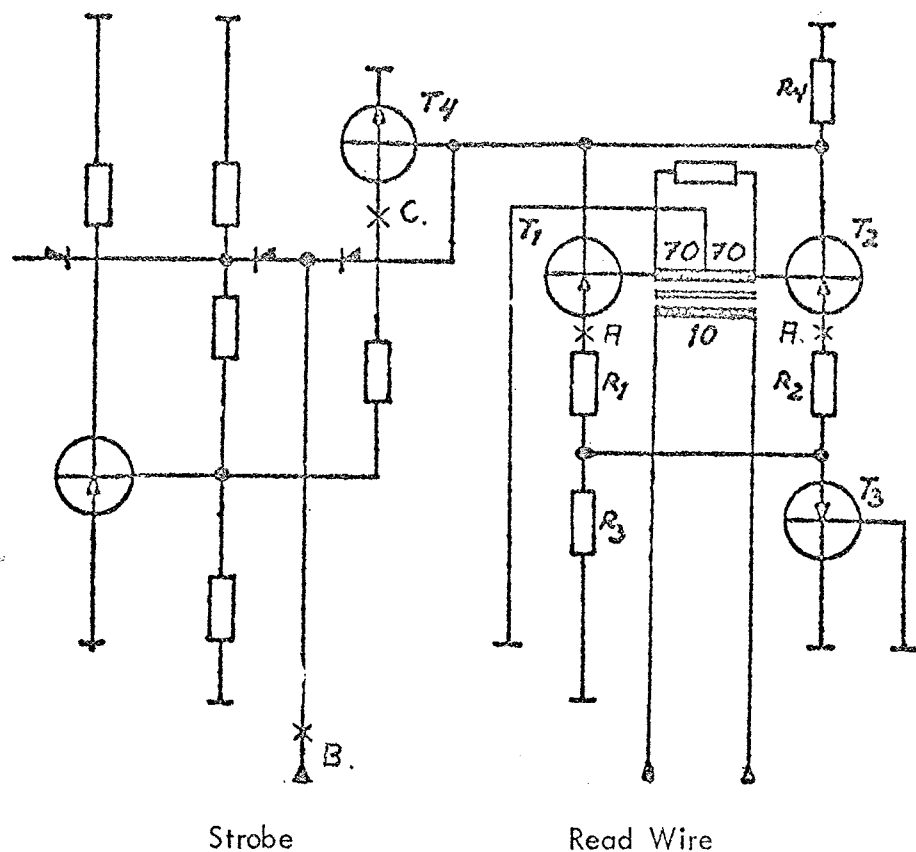 T4
R4
C.
T1
70 70
T2
A
A.
10
R1
R2
R3
T3
B.
Strobe
Read Wire